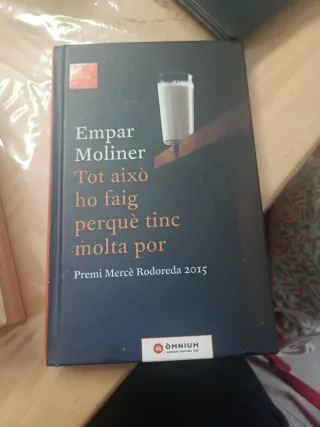 Empar
Moliner
Tot això
ho faig
perquè tinc
molta por
Premi Mercè Rodoreda 2015
ÒMNIUM